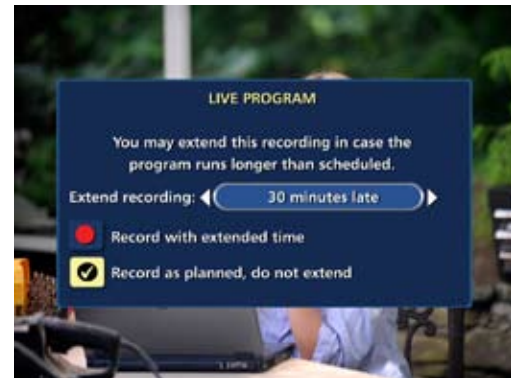 LIVE PROGRAM
You may extend this recording in case the
program runs longer than scheduled.
Extend recording: 30 minutes late
Record with extended time
Record as planned, do not extend